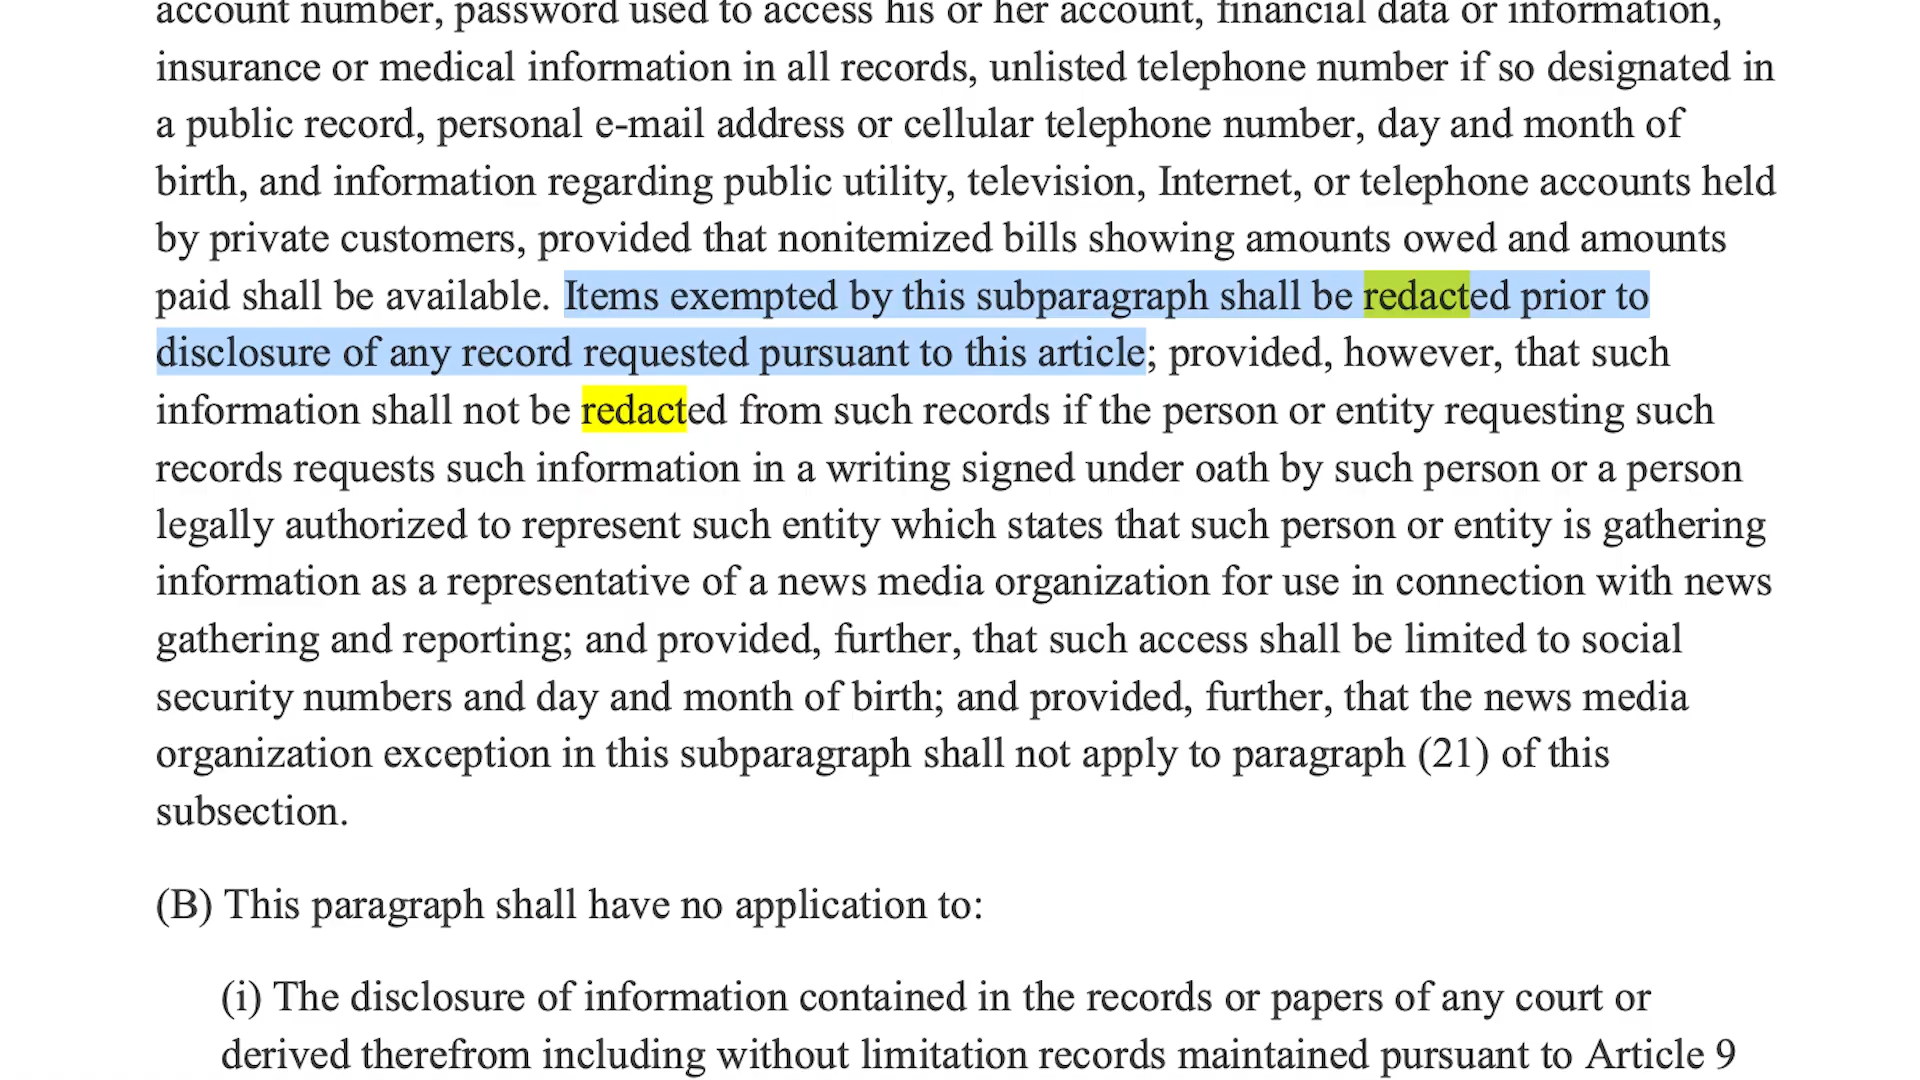 account number, password used to access his or her account, financial data or information,
insurance or medical information in all records, unlisted telephone number if so designated in
a public record, personal e-mail address or cellular telephone number, day and month of
birth, and information regarding public utility, television, Internet, or telephone accounts held
by private customers, provided that nonitemized bills showing amounts owed and amounts
paid shall be available. Items exempted by this subparagraph shall be redacted prior to
disclosure of any record requested pursuant to this article; provided, however, that such
information shall not be redacted from such records if the person or entity requesting such
records requests such information in a writing signed under oath by such person or a person
legally authorized to represent such entity which states that such person or entity is gathering
information as a representative of a news media organization for use in connection with news
gathering and reporting; and provided, further, that such access shall be limited to social
security numbers and day and month of birth; and provided, further, that the news media
organization exception in this subparagraph shall not apply to paragraph (21) of this
subsection.
(B) This paragraph shall have no application to:
(i) The disclosure of information contained in the records or papers of any court or
derived therefrom including without limitation records maintained pursuant to Article 9